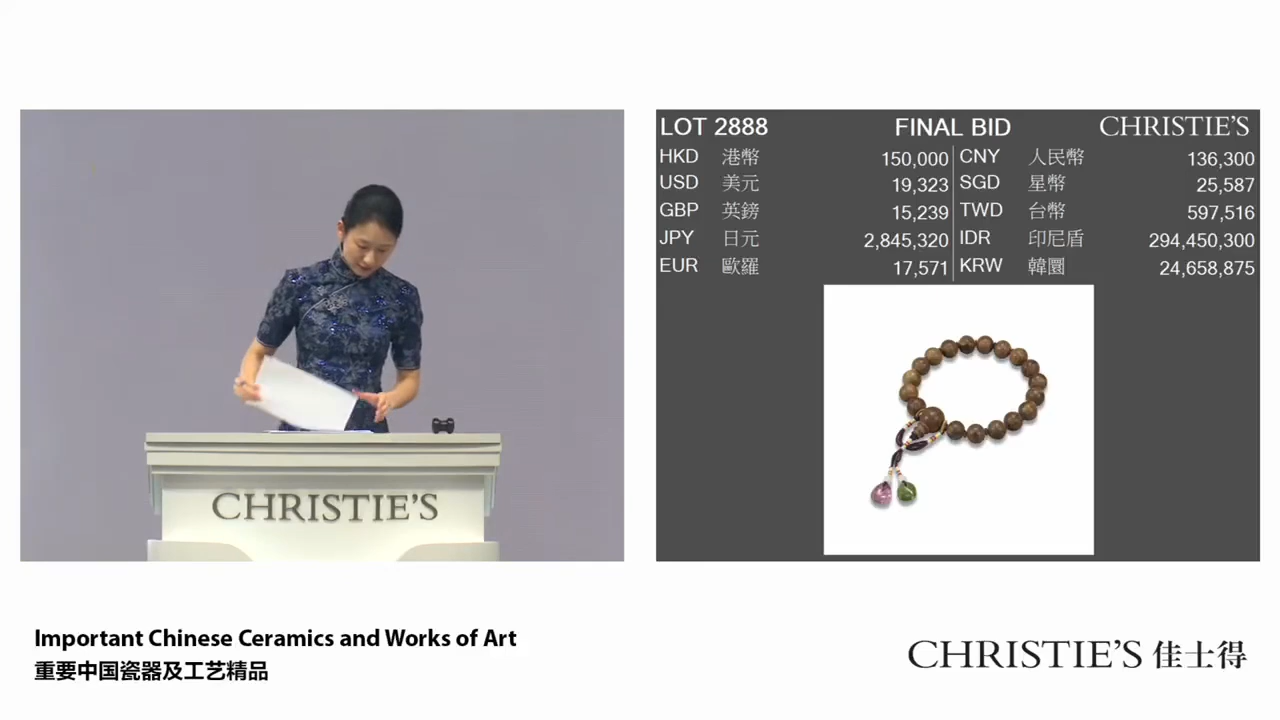 LOT 2888 FINAL BID CHRISTIE'S
HKD 港幣 150,000 CNY 人民幣 136,300
USD 美元 19,323 SGD 星幣 25,587
GBP 英鎊 15,239 TWD 台幣 597,516
JPY 日元 2,845,320 IDR 印尼盾 294,450,300
EUR 歐羅 17,571 KRW 韓圜 24,658,875
CHRISTIE'S
Important Chinese Ceramics and Works of Art
重要中国瓷器及工艺精品
CHRISTIE'S 佳士得